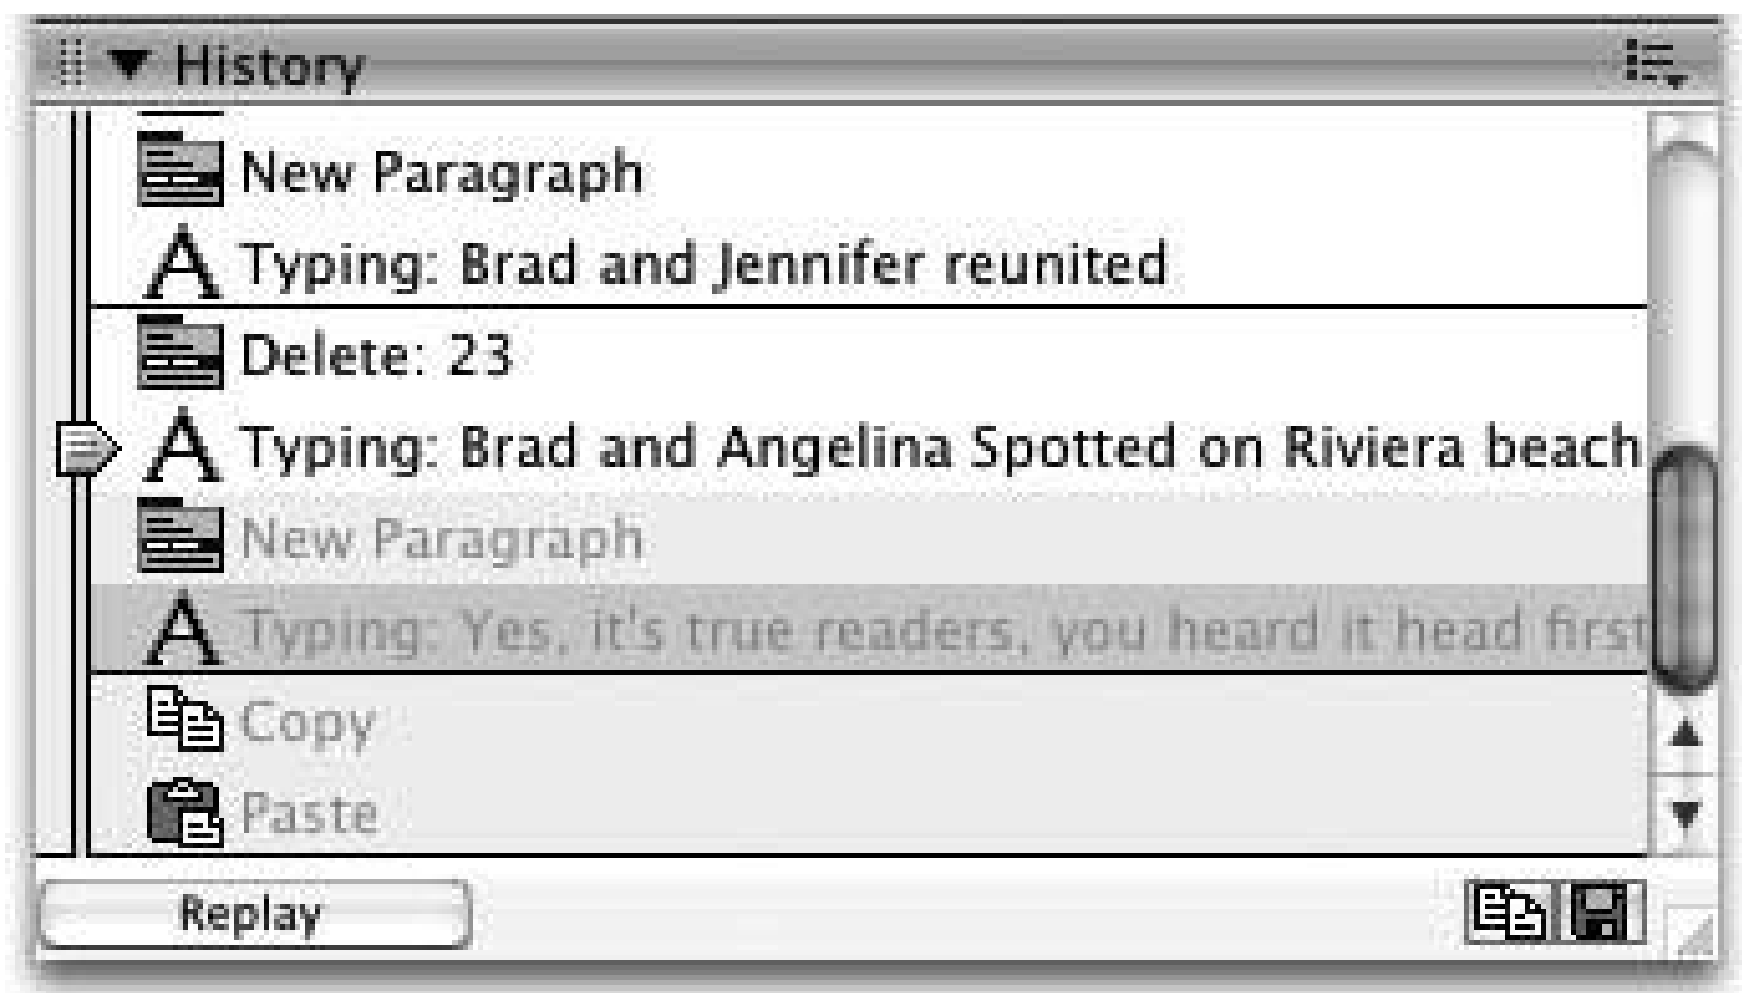 History
New Paragraph
Typing: Brad and Jennifer reunited
Delete: 23
Typing: Brad and Angelina Spotted on Riviera beach
New Paragraph
Typing: Yes, it's true readers, you heard it head first
Copy
Paste
Replay